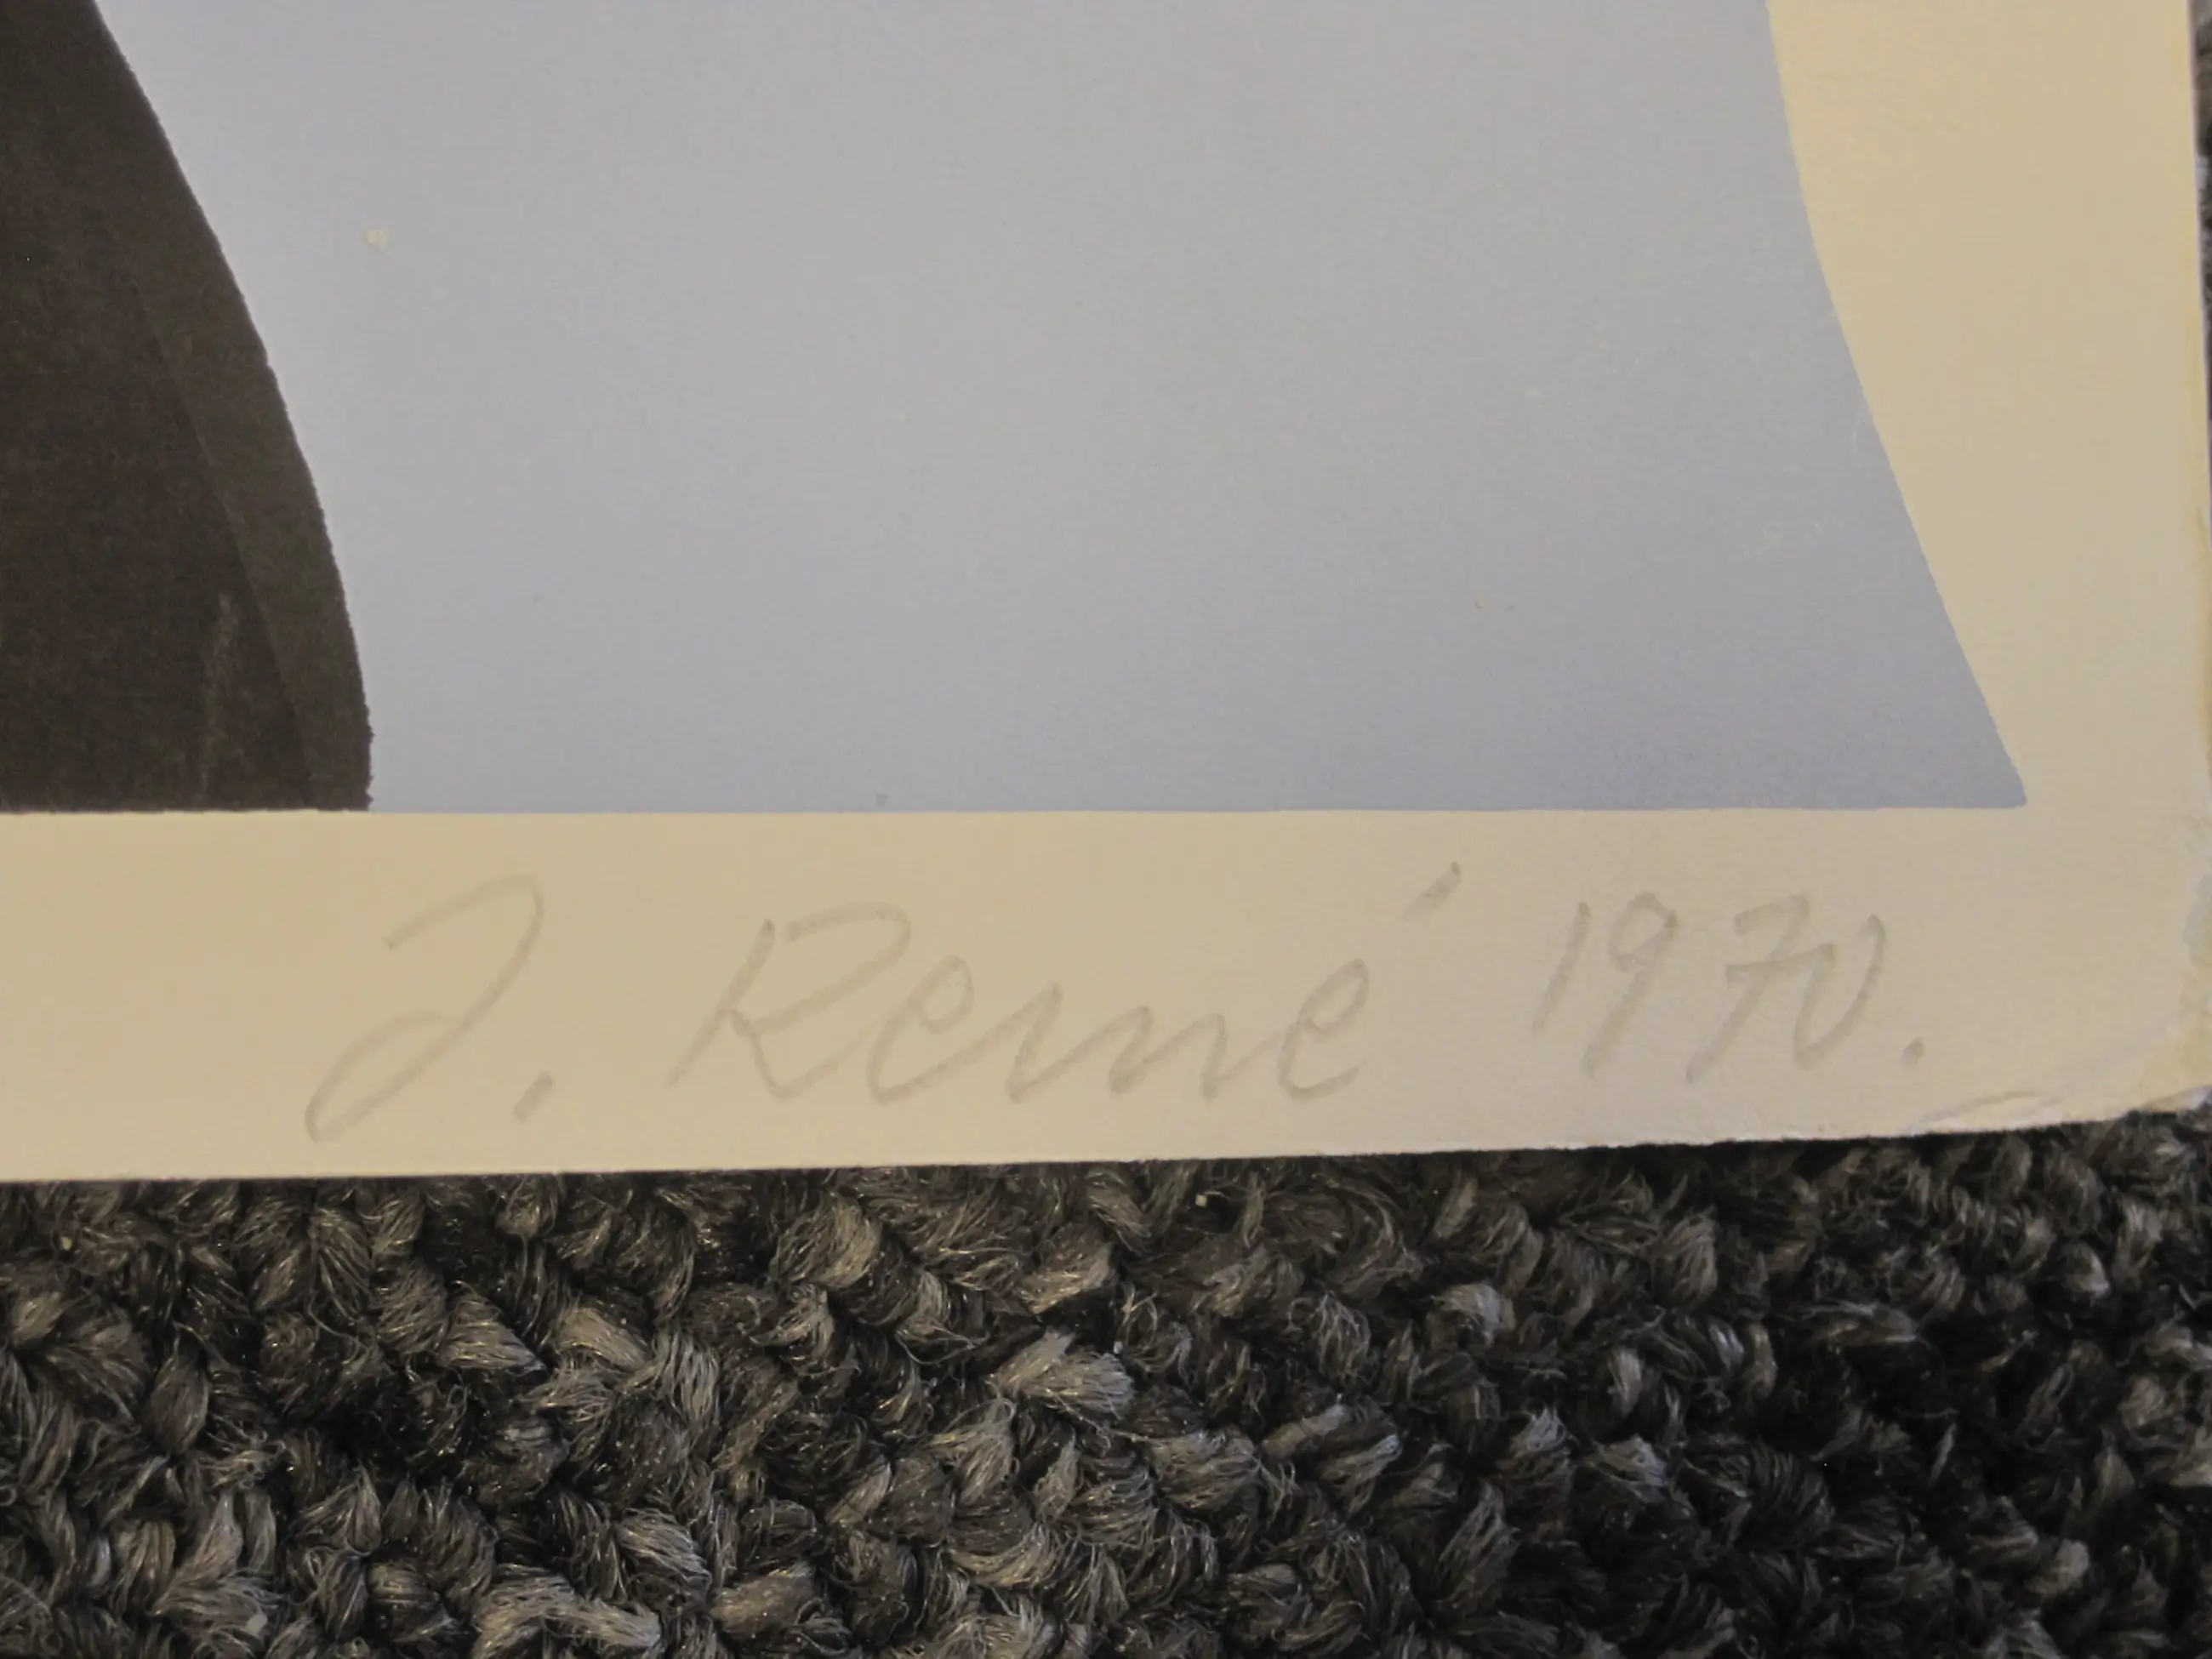 J. René 1970.